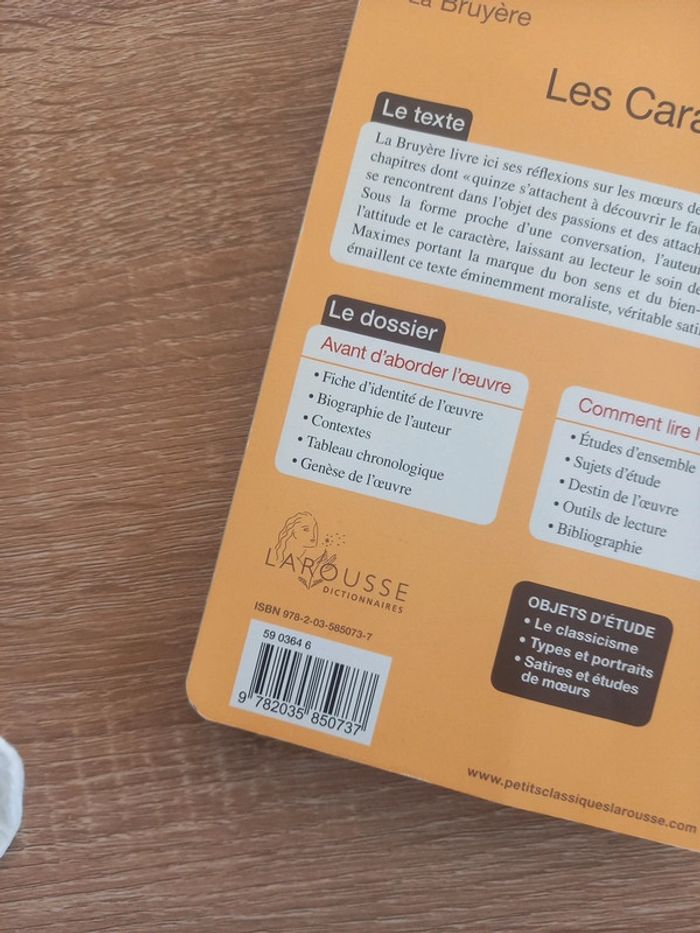 La Bruyère
Les Cara
Le texte
La Bruyère livre ici ses réflexions sur les mœurs de
chapitres dont « quinze s'attachent à découvrir le fau
se rencontrent dans l'objet des passions et des attach
Sous la forme proche d'une conversation, l'auteur
l'attitude et le caractère, laissant au lecteur le soin de
Maximes portant la marque du bon sens et du bien-
émaillent ce texte éminemment moraliste, véritable sati
Le dossier
Avant d'aborder l'œuvre
• Fiche d'identité de l'œuvre
• Biographie de l'auteur
• Contextes
• Tableau chronologique
• Genèse de l'œuvre
Comment lire l
• Études d'ensemble
• Sujets d'étude
• Destin de l'œuvre
• Outils de lecture
• Bibliographie
LAROUSSE
DICTIONNAIRES
ISBN 978-2-03-585073-7
59 0364 6
9 782035 850737
OBJETS D'ÉTUDE
• Le classicisme
• Types et portraits
• Satires et études
de mœurs
www.petitsclassiqueslarousse.com